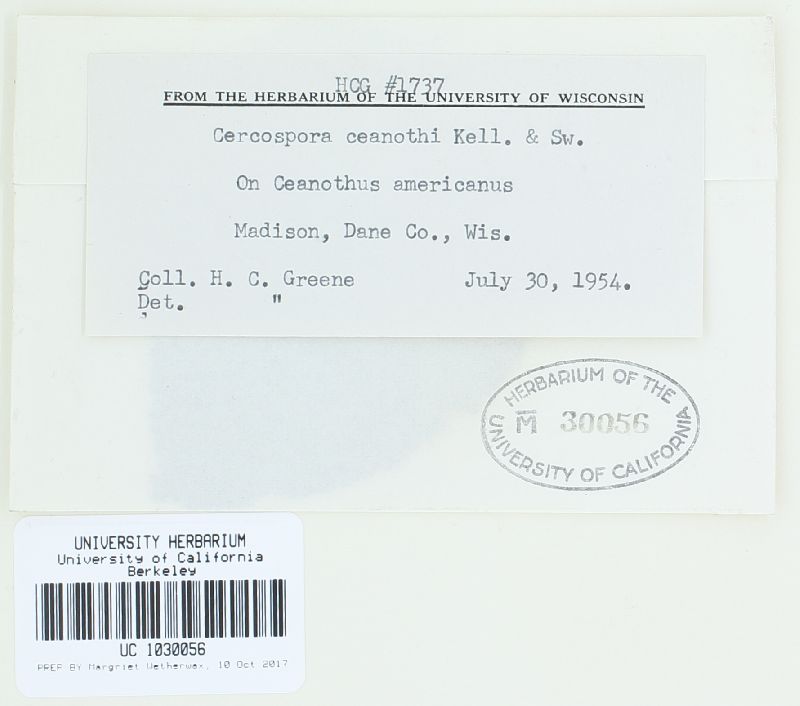 HCG #1737
FROM THE HERBARIUM OF THE UNIVERSITY OF WISCONSIN
Cercospora ceanothi Kell. & Sw.
On Ceanothus americanus
Madison, Dane Co., Wis.
Coll. H. C. Greene July 30, 1954.
Det. "
HERBARIUM OF THE
M 30056
UNIVERSITY OF CALIFORNIA
UNIVERSITY HERBARIUM
University of California
Berkeley
UC 1030056
PREP BY Margriet Wetherwax, 10 Oct 2017